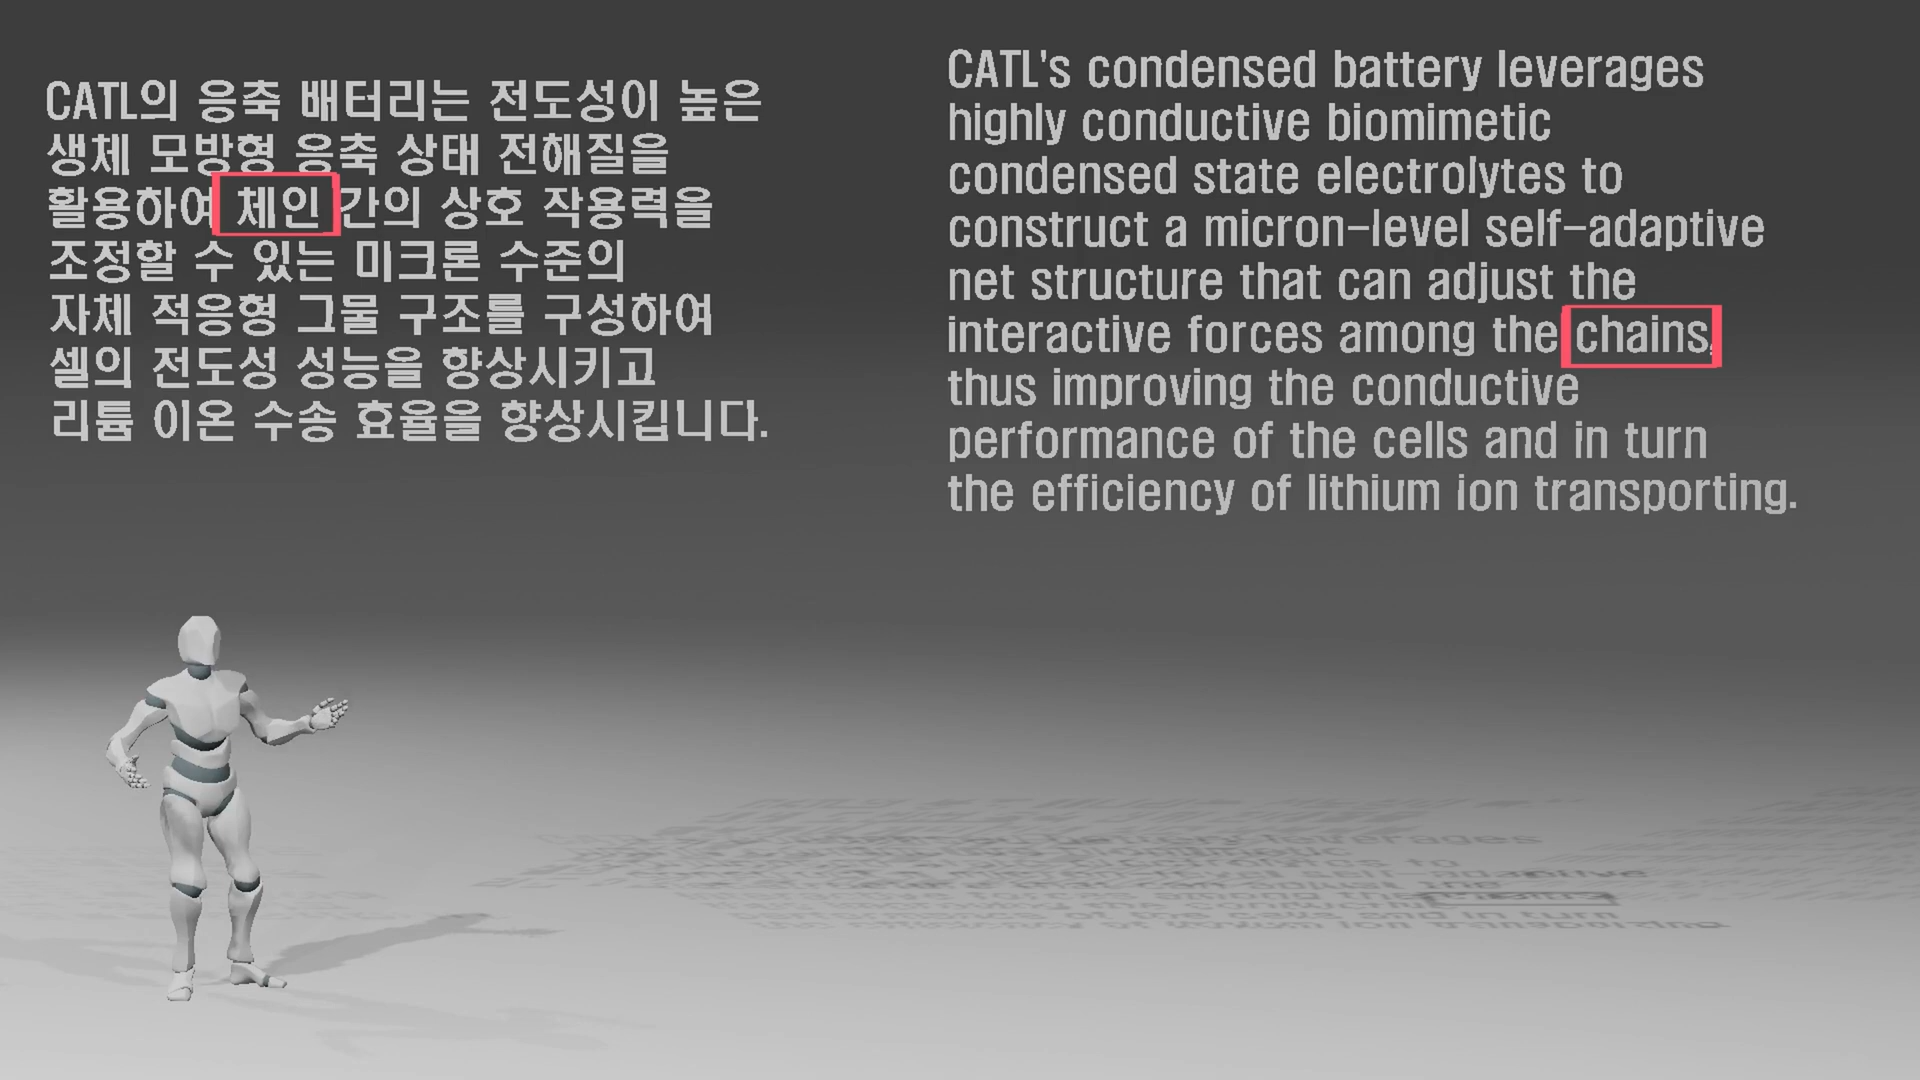 CATL의 응축 배터리는 전도성이 높은
생체 모방형 응축 상태 전해질을
활용하여 체인 간의 상호 작용력을
조정할 수 있는 미크론 수준의
자체 적응형 그물 구조를 구성하여
셀의 전도성 성능을 향상시키고
리튬 이온 수송 효율을 향상시킵니다.
CATL's condensed battery leverages
highly conductive biomimetic
condensed state electrolytes to
construct a micron-level self-adaptive
net structure that can adjust the
interactive forces among the chains,
thus improving the conductive
performance of the cells and in turn
the efficiency of lithium ion transporting.